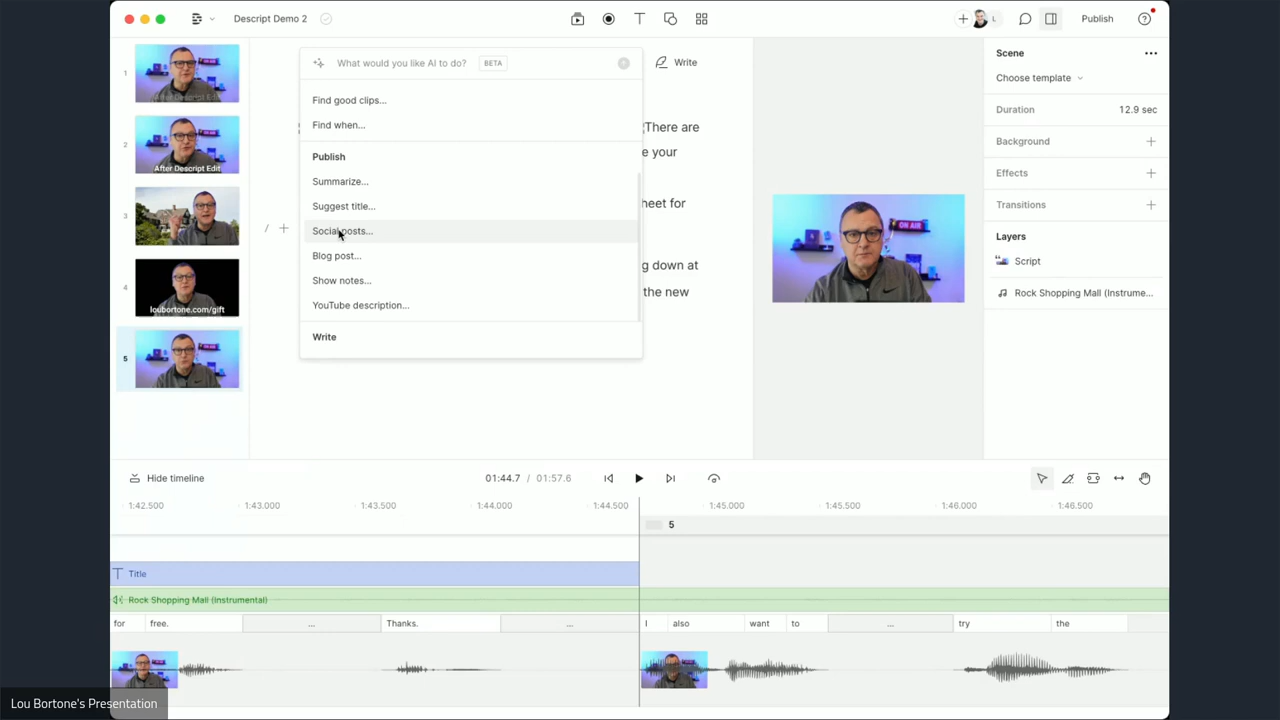 Descript Demo 2
L
Publish
1
After Descript Edit
2
After Descript Edit
3
4
loubortone.com/gift
5
What would you like AI to do?
BETA
Find good clips...
Find when...
Publish
Summarize...
Suggest title...
Social posts...
Blog post...
Show notes...
YouTube description...
Write
/ +
Write
There are
e your
heet for
g down at
the new
ON AIR
Scene
Choose template
Duration 12.9 sec
Background
Effects
Transitions
Layers
Script
Rock Shopping Mall (Instrume...
Hide timeline
01:44.7 / 01:57.6
1:42.500 1:43.000 1:43.500 1:44.000 1:44.500 1:45.000 1:45.500 1:46.000 1:46.500
5
Title
Rock Shopping Mall (Instrumental)
for free. ... Thanks. ... I also want to ... try the
Lou Bortone's Presentation